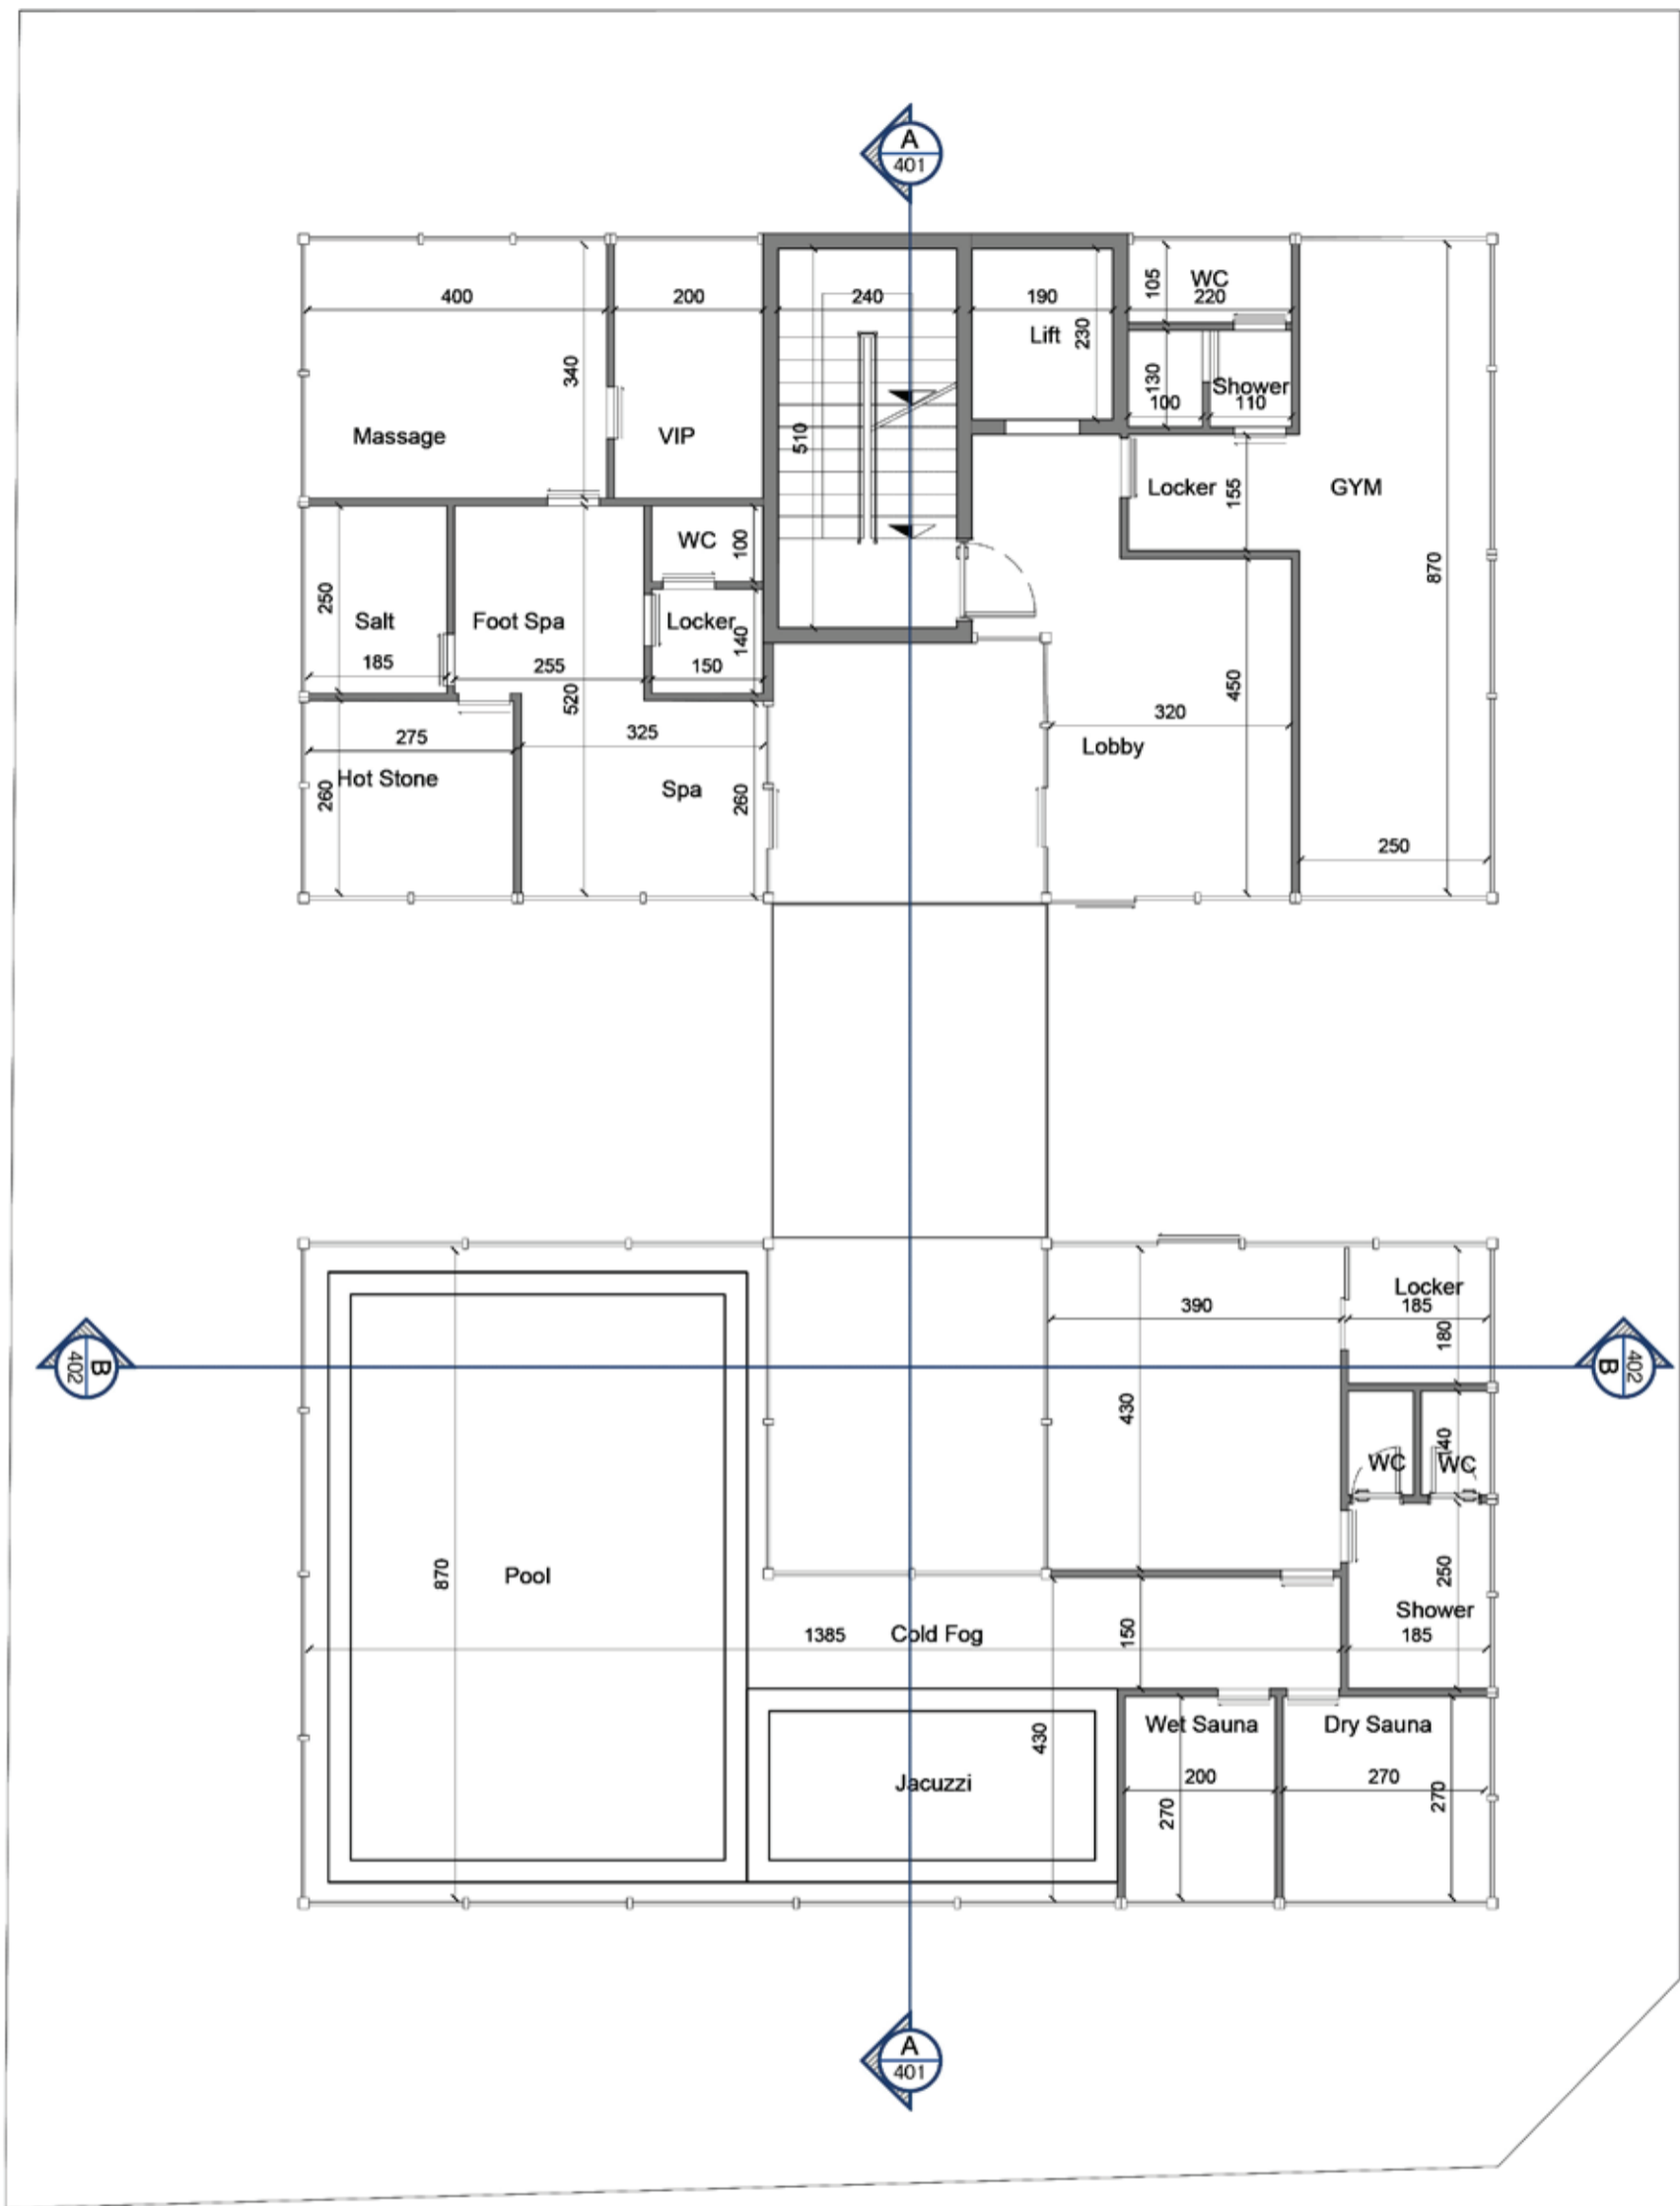 A
401
400
200
240
190
105
WC
220
340
Lift
230
130
Shower
100
110
Massage
VIP
510
Locker
155
GYM
WC
100
870
250
Salt
Foot Spa
Locker
140
185
255
150
520
450
320
275
325
Lobby
Hot Stone
260
Spa
260
250
Locker
390
185
180
B
402
B
402
430
140
WC
WC
870
Pool
250
Shower
1385
Cold Fog
150
185
430
Wet Sauna
Dry Sauna
Jacuzzi
200
270
270
270
A
401